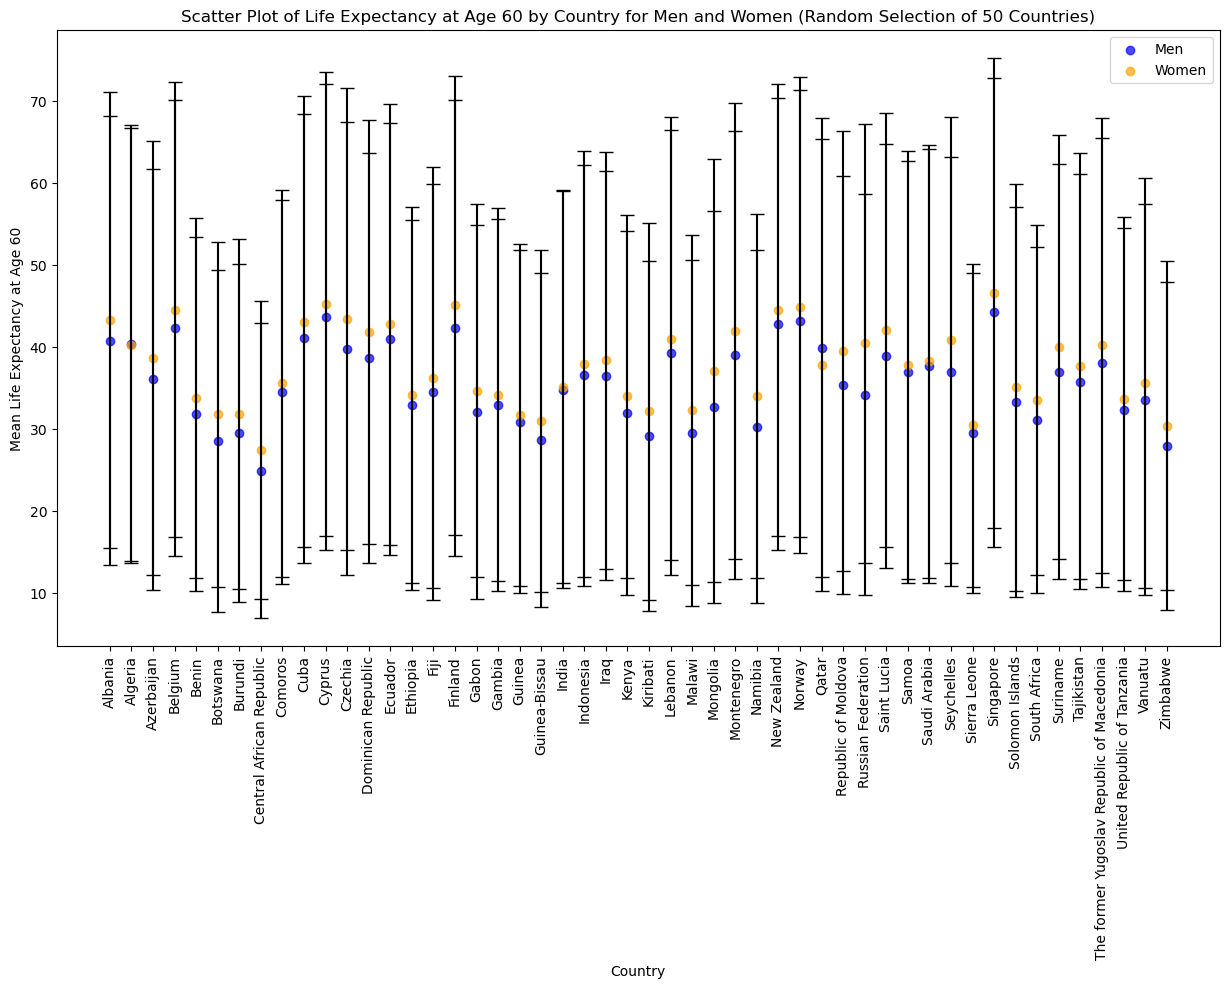 Scatter Plot of Life Expectancy at Age 60 by Country for Men and Women (Random Selection of 50 Countries)
Men
Women
Mean Life Expectancy at Age 60
70
60
50
40
30
20
10
Albania
Algeria
Azerbaijan
Belgium
Benin
Botswana
Burundi
Central African Republic
Comoros
Cuba
Cyprus
Czechia
Dominican Republic
Ecuador
Ethiopia
Fiji
Finland
Gabon
Gambia
Guinea
Guinea-Bissau
India
Indonesia
Iraq
Kenya
Kiribati
Lebanon
Malawi
Mongolia
Montenegro
Namibia
New Zealand
Norway
Qatar
Republic of Moldova
Russian Federation
Saint Lucia
Samoa
Saudi Arabia
Seychelles
Sierra Leone
Singapore
Solomon Islands
South Africa
Suriname
Tajikistan
The former Yugoslav Republic of Macedonia
United Republic of Tanzania
Vanuatu
Zimbabwe
Country